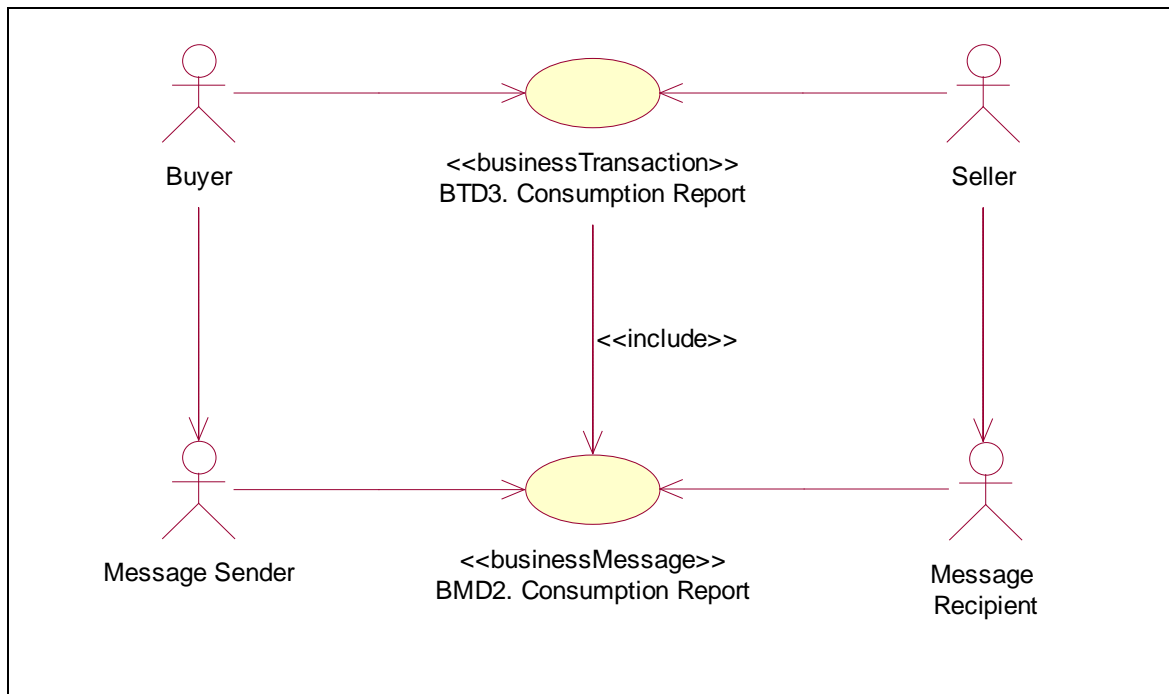 Buyer
<<businessTransaction>>
BTD3. Consumption Report
Seller
<<include>>
Message Sender
<<businessMessage>>
BMD2. Consumption Report
Message
Recipient